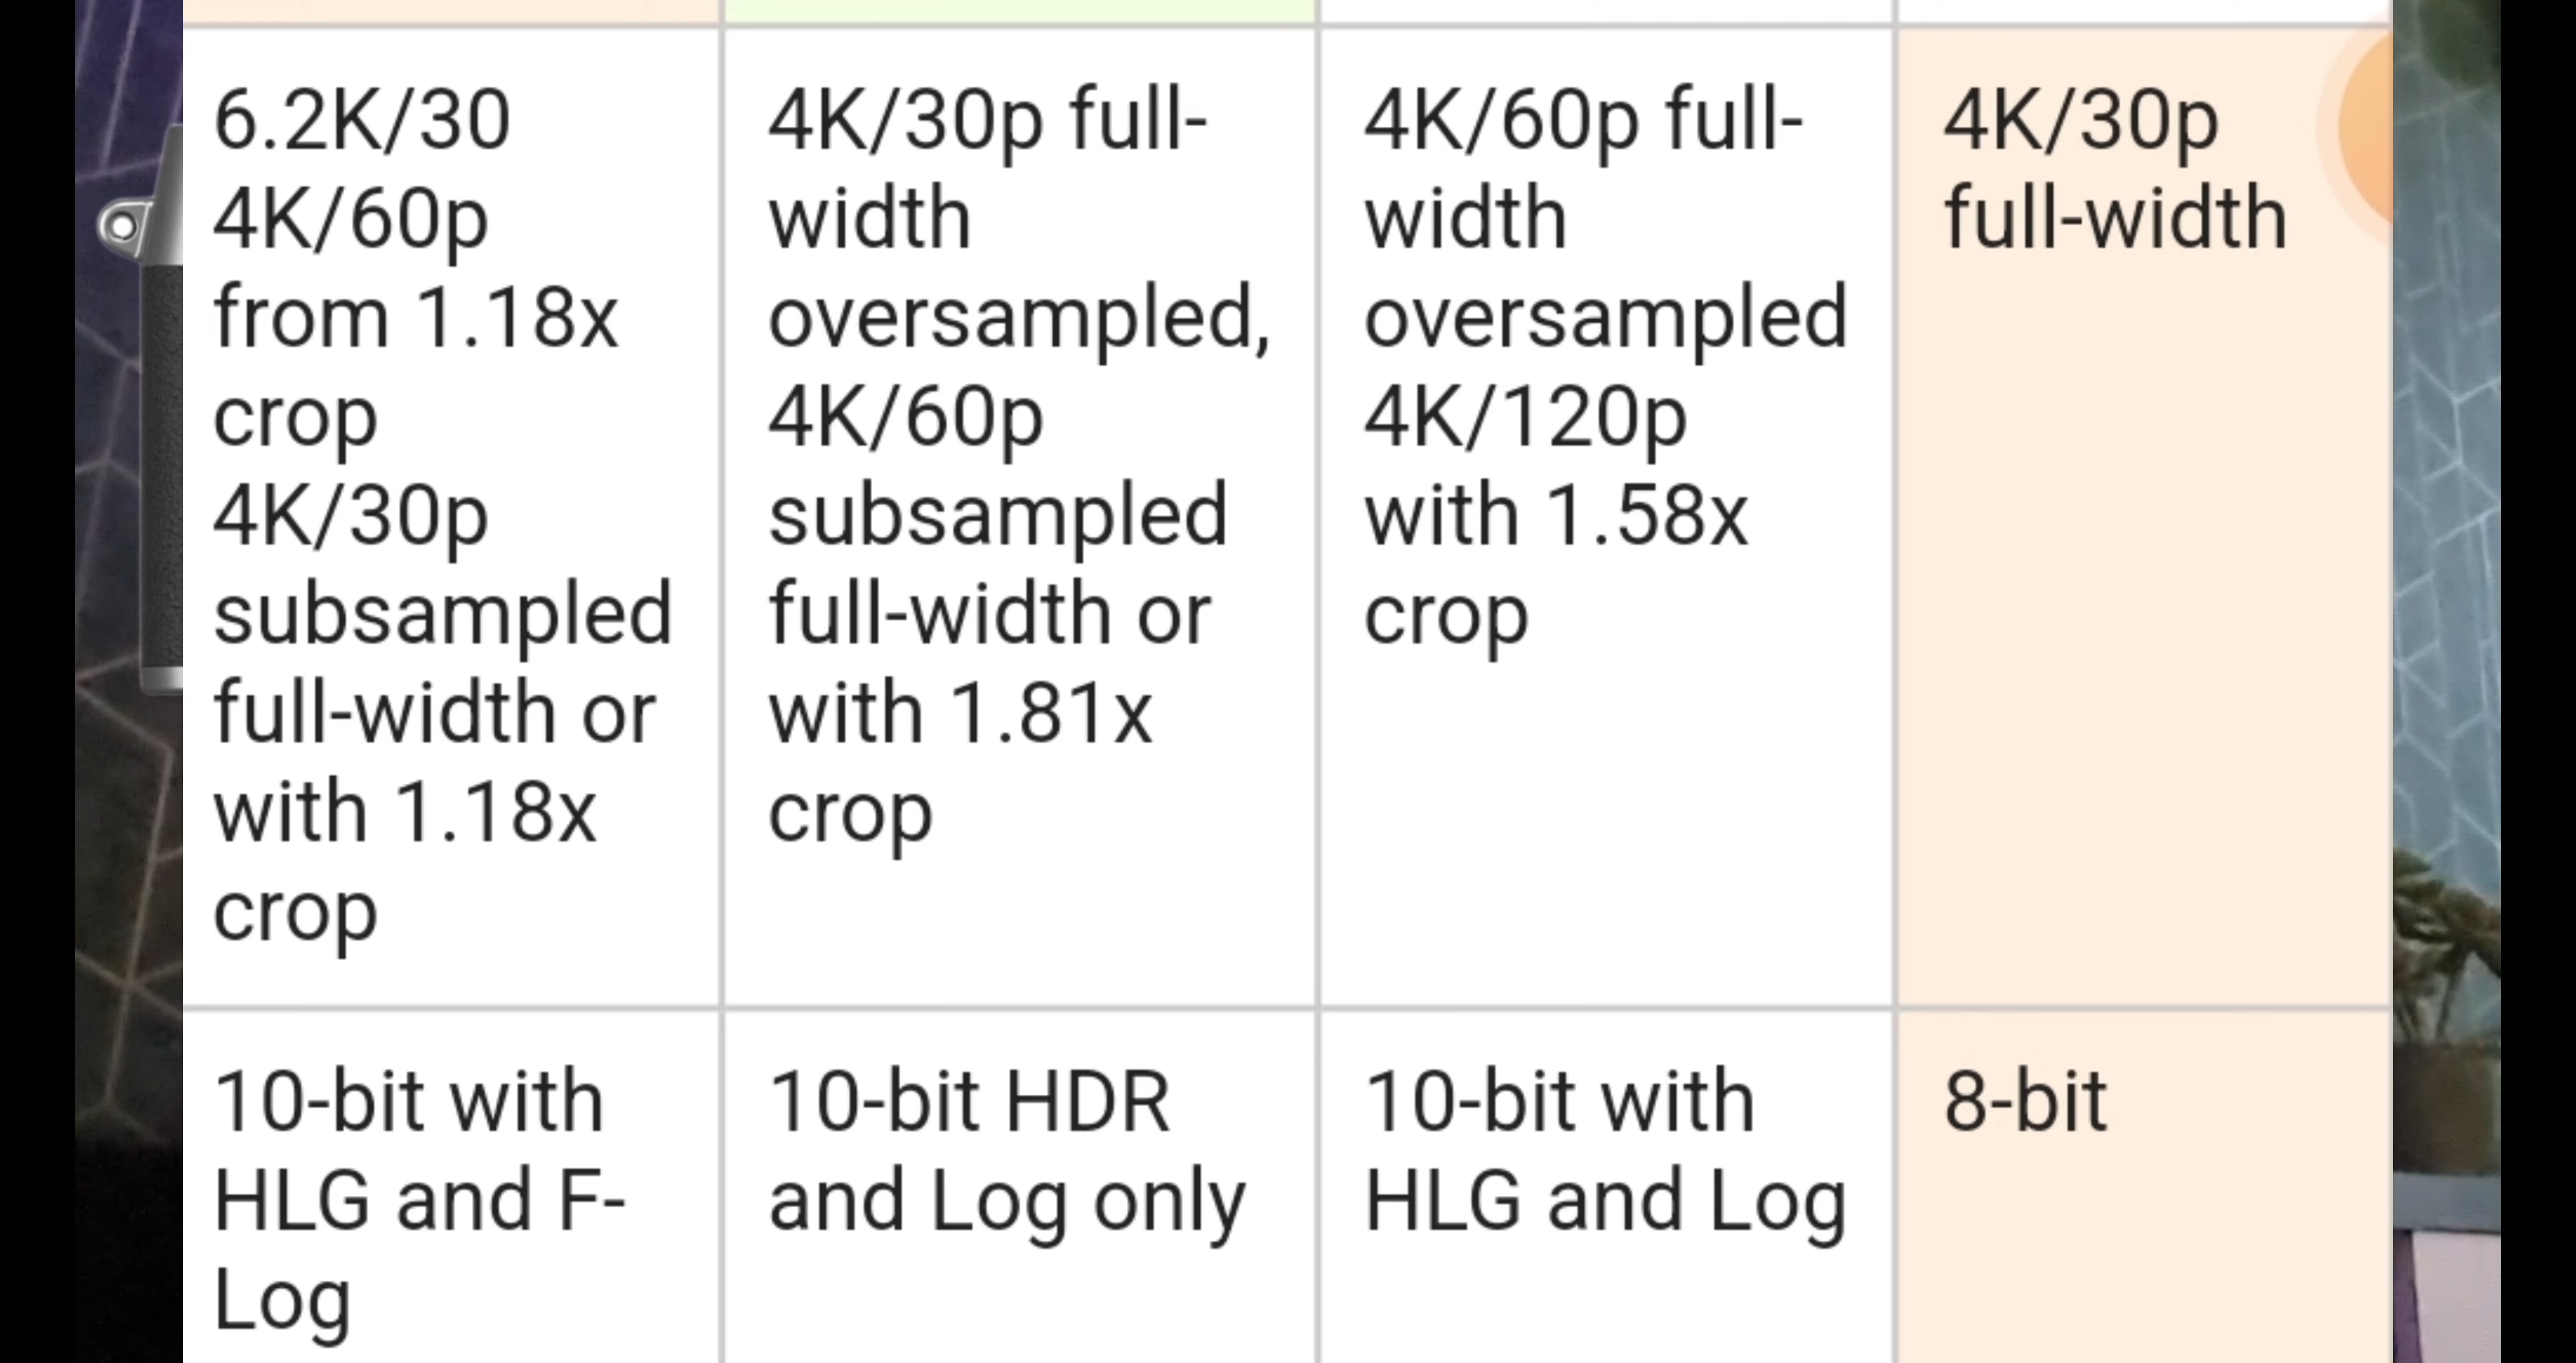 6.2K/30
4K/60p
from 1.18x
crop
4K/30p
subsampled
full-width or
with 1.18x
crop
4K/30p full-
width
oversampled,
4K/60p
subsampled
full-width or
with 1.81x
crop
4K/60p full-
width
oversampled
4K/120p
with 1.58x
crop
4K/30p
full-width
10-bit with
HLG and F-
Log
10-bit HDR
and Log only
10-bit with
HLG and Log
8-bit